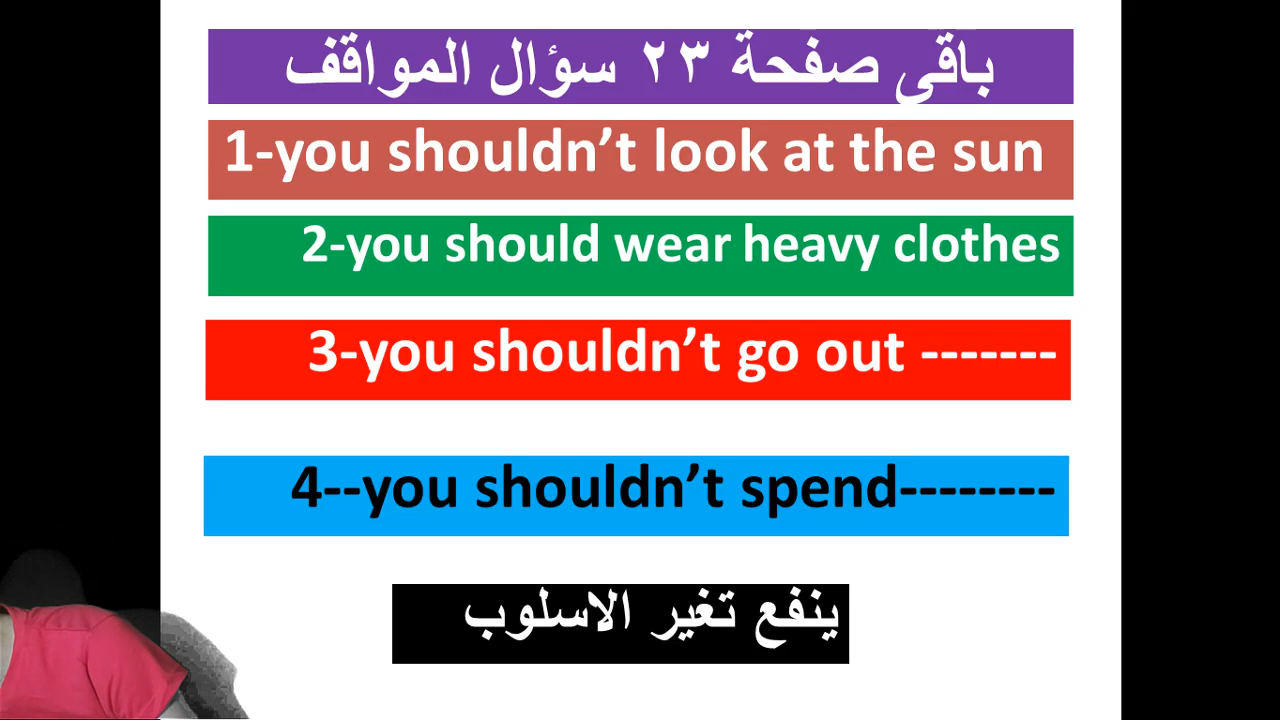 باقى صفحة ٢٣ سؤال المواقف
1-you shouldn’t look at the sun
2-you should wear heavy clothes
3-you shouldn’t go out -------
4--you shouldn’t spend--------
ينفع تغير الاسلوب